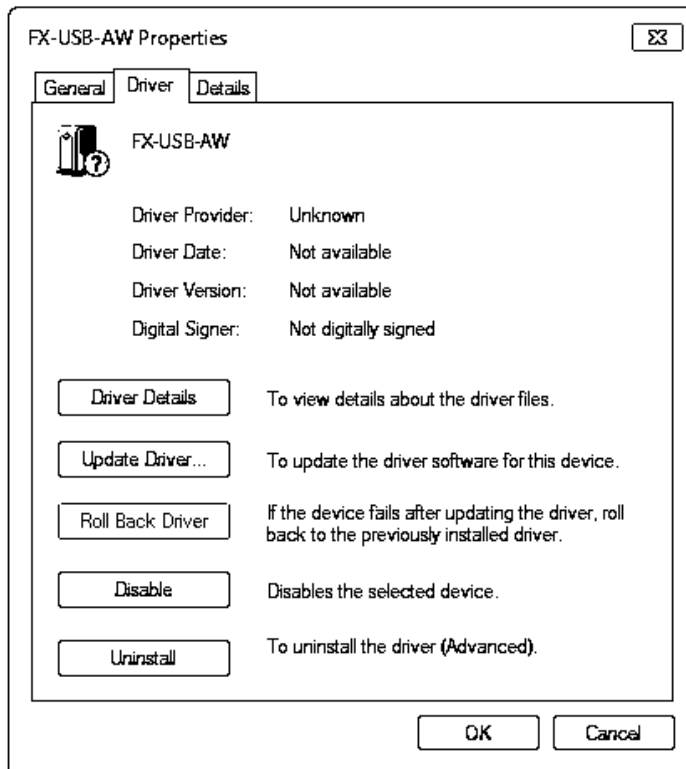 FX-USB-AW Properties
General Driver Details
FX-USB-AW
Driver Provider: Unknown
Driver Date: Not available
Driver Version: Not available
Digital Signer: Not digitally signed
Driver Details To view details about the driver files.
Update Driver... To update the driver software for this device.
Roll Back Driver If the device fails after updating the driver, roll
back to the previously installed driver.
Disable Disables the selected device.
Uninstall To uninstall the driver (Advanced).
OK Cancel